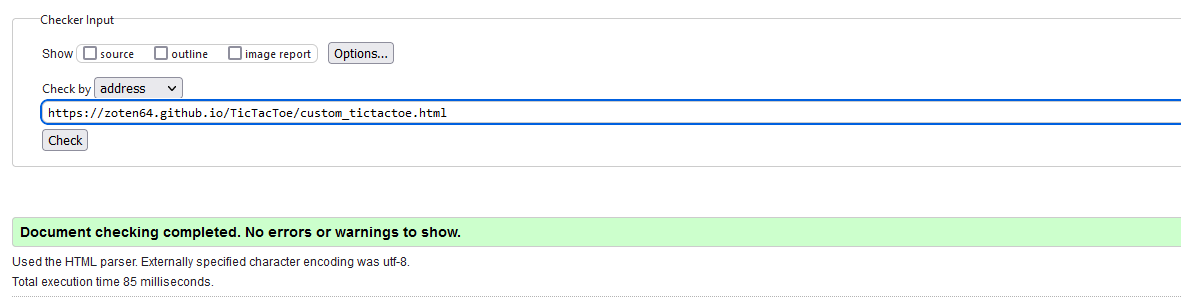 Checker Input
Show source outline image report Options...
Check by address
https://zoten64.github.io/TicTacToe/custom_tictactoe.html
Check
Document checking completed. No errors or warnings to show.
Used the HTML parser. Externally specified character encoding was utf-8.
Total execution time 85 milliseconds.